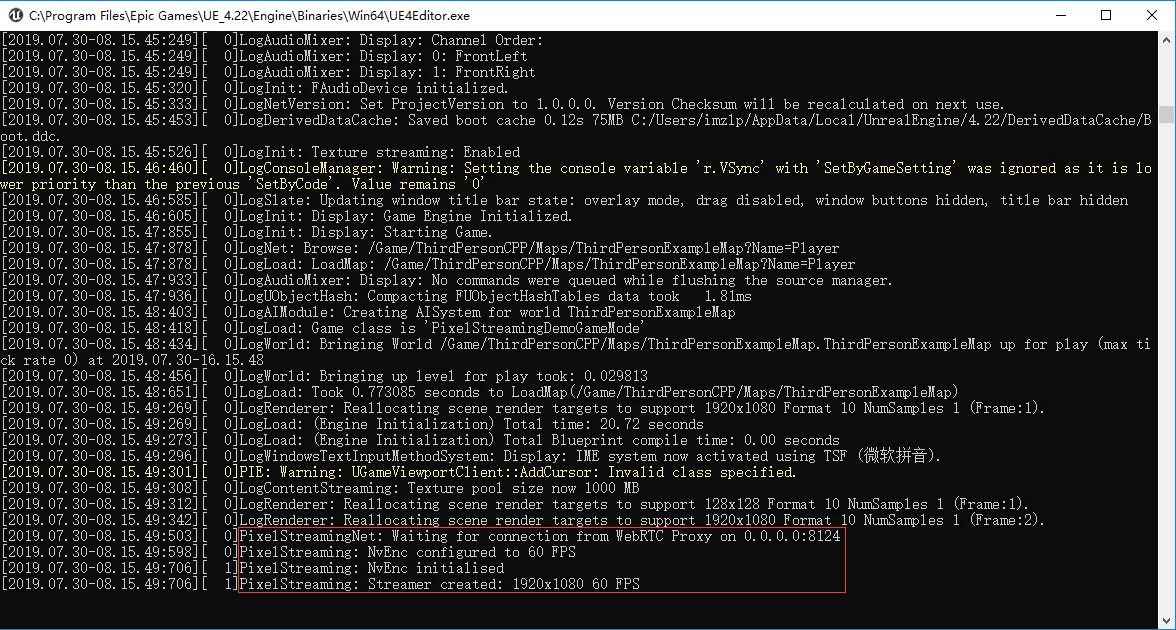 C:\Program Files\Epic Games\UE_4.22\Engine\Binaries\Win64\UE4Editor.exe
[2019.07.30-08.15.45:249][  0]LogAudioMixer: Display: Channel Order:
[2019.07.30-08.15.45:249][  0]LogAudioMixer: Display: 0: FrontLeft
[2019.07.30-08.15.45:249][  0]LogAudioMixer: Display: 1: FrontRight
[2019.07.30-08.15.45:320][  0]LogInit: FAudioDevice initialized.
[2019.07.30-08.15.45:333][  0]LogNetVersion: Set ProjectVersion to 1.0.0.0. Version Checksum will be recalculated on next use.
[2019.07.30-08.15.45:453][  0]LogDerivedDataCache: Saved boot cache 0.12s 75MB C:/Users/imzlp/AppData/Local/UnrealEngine/4.22/DerivedDataCache/B
oot.ddc.
[2019.07.30-08.15.45:526][  0]LogInit: Texture streaming: Enabled
[2019.07.30-08.15.46:460][  0]LogConsoleManager: Warning: Setting the console variable 'r.VSync' with 'SetByGameSetting' was ignored as it is lo
wer priority than the previous 'SetByCode'. Value remains '0'
[2019.07.30-08.15.46:585][  0]LogSlate: Updating window title bar state: overlay mode, drag disabled, window buttons hidden, title bar hidden
[2019.07.30-08.15.46:605][  0]LogInit: Display: Game Engine Initialized.
[2019.07.30-08.15.47:855][  0]LogInit: Display: Starting Game.
[2019.07.30-08.15.47:878][  0]LogNet: Browse: /Game/ThirdPersonCPP/Maps/ThirdPersonExampleMap?Name=Player
[2019.07.30-08.15.47:878][  0]LogLoad: LoadMap: /Game/ThirdPersonCPP/Maps/ThirdPersonExampleMap?Name=Player
[2019.07.30-08.15.47:933][  0]LogAudioMixer: Display: No commands were queued while flushing the source manager.
[2019.07.30-08.15.47:936][  0]LogUObjectHash: Compacting FUObjectHashTables data took   1.81ms
[2019.07.30-08.15.48:403][  0]LogAIModule: Creating AISystem for world ThirdPersonExampleMap
[2019.07.30-08.15.48:418][  0]LogLoad: Game class is 'PixelStreamingDemoGameMode'
[2019.07.30-08.15.48:434][  0]LogWorld: Bringing World /Game/ThirdPersonCPP/Maps/ThirdPersonExampleMap.ThirdPersonExampleMap up for play (max ti
ck rate 0) at 2019.07.30-16.15.48
[2019.07.30-08.15.48:456][  0]LogWorld: Bringing up level for play took: 0.029813
[2019.07.30-08.15.48:651][  0]LogLoad: Took 0.773085 seconds to LoadMap(/Game/ThirdPersonCPP/Maps/ThirdPersonExampleMap)
[2019.07.30-08.15.49:269][  0]LogRenderer: Reallocating scene render targets to support 1920x1080 Format 10 NumSamples 1 (Frame:1).
[2019.07.30-08.15.49:269][  0]LogLoad: (Engine Initialization) Total time: 20.72 seconds
[2019.07.30-08.15.49:273][  0]LogLoad: (Engine Initialization) Total Blueprint compile time: 0.00 seconds
[2019.07.30-08.15.49:296][  0]LogWindowsTextInputMethodSystem: Display: IME system now activated using TSF (微软拼音).
[2019.07.30-08.15.49:301][  0]PIE: Warning: UGameViewportClient::AddCursor: Invalid class specified.
[2019.07.30-08.15.49:308][  0]LogContentStreaming: Texture pool size now 1000 MB
[2019.07.30-08.15.49:312][  0]LogRenderer: Reallocating scene render targets to support 128x128 Format 10 NumSamples 1 (Frame:1).
[2019.07.30-08.15.49:342][  0]LogRenderer: Reallocating scene render targets to support 1920x1080 Format 10 NumSamples 1 (Frame:2).
[2019.07.30-08.15.49:503][  0]PixelStreamingNet: Waiting for connection from WebRTC Proxy on 0.0.0.0:8124
[2019.07.30-08.15.49:598][  0]PixelStreaming: NvEnc configured to 60 FPS
[2019.07.30-08.15.49:706][  1]PixelStreaming: NvEnc initialised
[2019.07.30-08.15.49:706][  1]PixelStreaming: Streamer created: 1920x1080 60 FPS